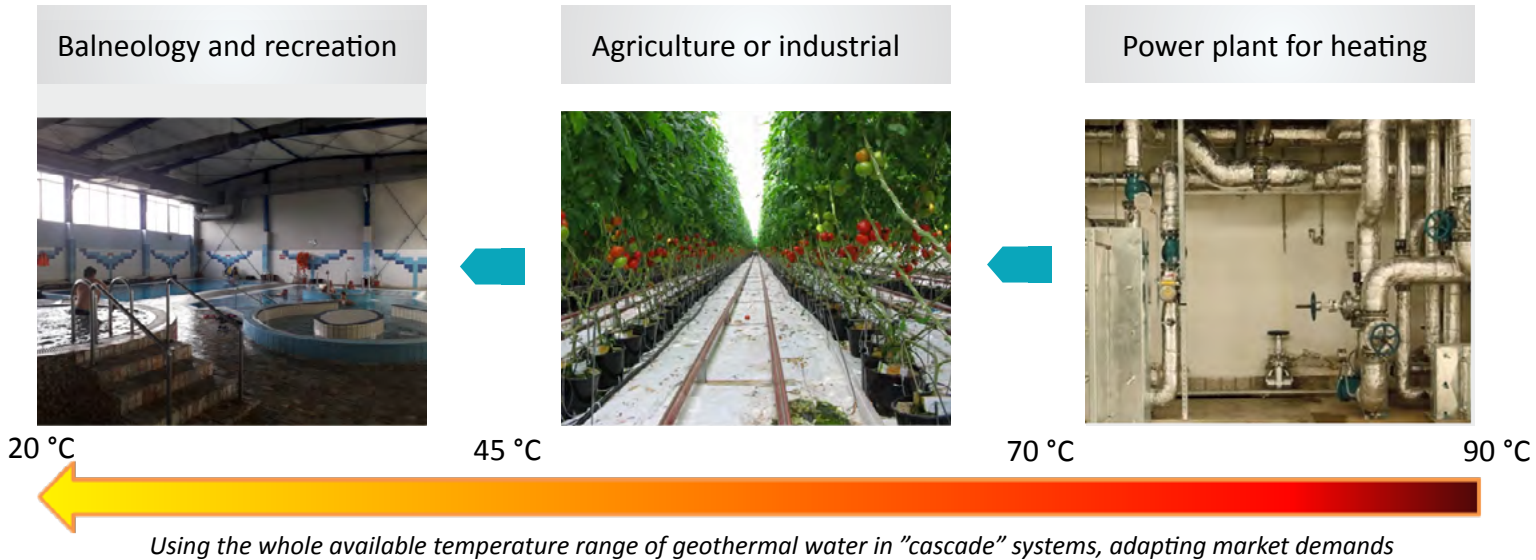 Balneology and recreation
Agriculture or industrial
Power plant for heating
20 °C
45 °C
70 °C
90 °C
Using the whole available temperature range of geothermal water in ”cascade” systems, adapting market demands